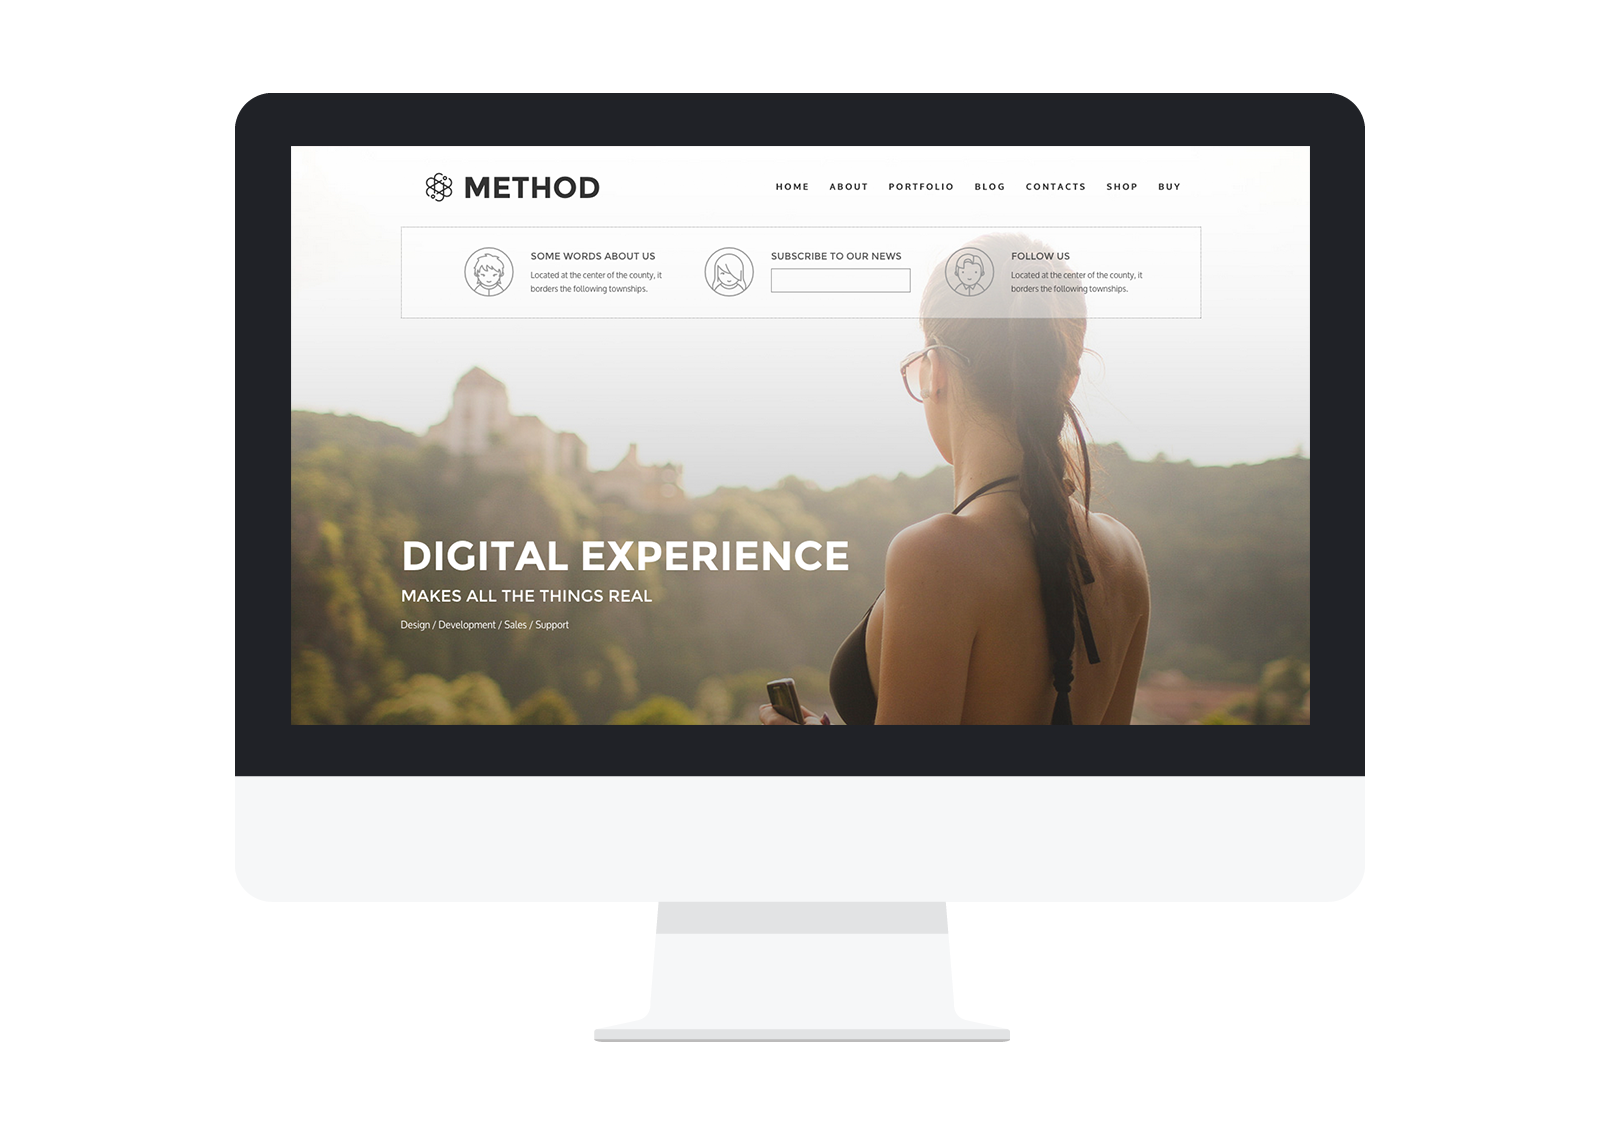 METHOD
HOME ABOUT PORTFOLIO BLOG CONTACTS SHOP BUY
SOME WORDS ABOUT US
Located at the center of the county, it
borders the following townships.
SUBSCRIBE TO OUR NEWS
FOLLOW US
Located at the center of the county, it
borders the following townships.
DIGITAL EXPERIENCE
MAKES ALL THE THINGS REAL
Design / Development / Sales / Support